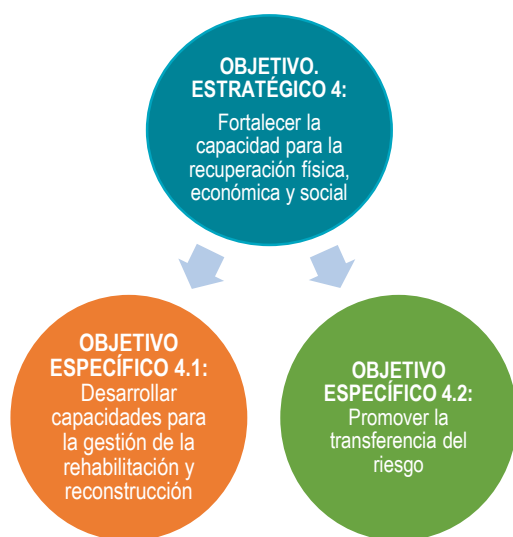 OBJETIVO.
ESTRATÉGICO 4:
Fortalecer la
capacidad para la
recuperación física,
económica y social
OBJETIVO
ESPECÍFICO 4.1:
Desarrollar
capacidades para
la gestión de la
rehabilitación y
reconstrucción
OBJETIVO
ESPECÍFICO 4.2:
Promover la
transferencia del
riesgo